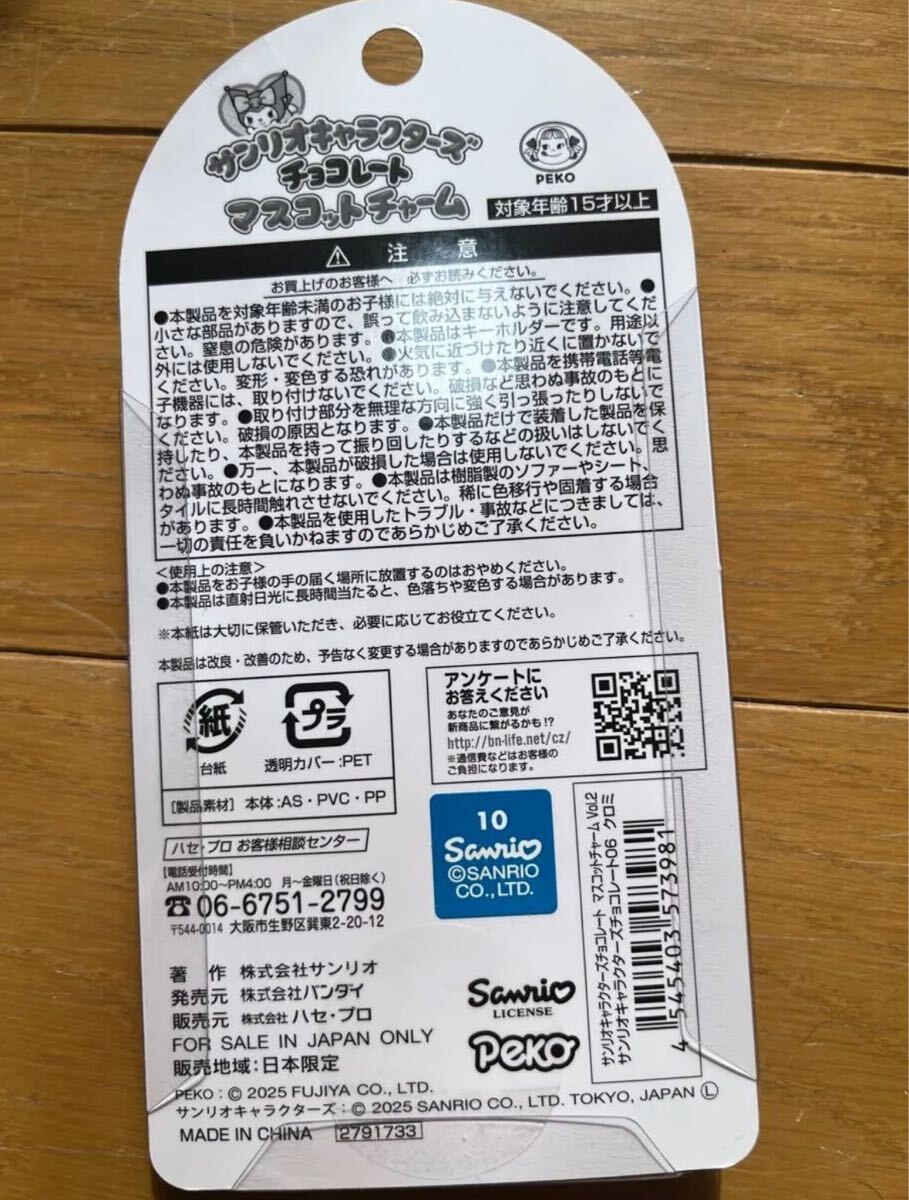 サンリオキャラクターズ
チョコレート
マスコットチャーム
PEKO
対象年齢15才以上
⚠ 注 意
お買上げのお客様へ 必ずお読みください。
●本製品を対象年齢未満のお子様には絶対に与えないでください。●
小さな部品がありますので、誤って飲み込まないように注意してくだ
さい。窒息の危険があります。●本製品はキーホルダーです。用途以
外には使用しないでください。●火気に近づけたり近くに置かないで
ください。変形・変色する恐れがあります。●本製品を携帯電話等電
子機器には、取り付けないでください。破損など思わぬ事故のもとに
なります。●取り付け部分を無理な方向に強く引っ張ったりしないで
ください。破損の原因となります。●本製品だけで装着した製品を保
持したり、本製品を持って振り回したりするなどの扱いはしないでく
ださい。●万一、本製品が破損した場合は使用しないでください。思
わぬ事故のもとになります。●本製品は樹脂製のソファーやシート、
タイルに長時間触れさせないでください。稀に色移行や固着する場合
があります。●本製品を使用したトラブル・事故などにつきましては、
一切の責任を負いかねますのであらかじめご了承ください。
<使用上の注意>
●本製品をお子様の手の届く場所に放置するのはおやめください。
●本製品は直射日光に長時間当たると、色落ちや変色する場合があります。
※本紙は大切に保管いただき、必要に応じてお役立てください。
本製品は改良・改善のため、予告なく変更する場合がありますのであらかじめご了承ください。
紙
台紙
プラ
透明カバー:PET
【製品素材】 本体:AS・PVC・PP
アンケートに
お答えください
あなたのご意見が
新商品に繋がるかも!?
http://bn-life.net/cz/
※通信費などはお客様の
ご負担になります。
ハセ・プロ お客様相談センター
【電話受付時間】
AM10:00~PM4:00 月~金曜日(祝日除く)
☎06-6751-2799
〒544-0014 大阪市生野区巽東2-20-12
10
Sanrio
©SANRIO
CO., LTD.
サンリオキャラクターズチョコレート マスコットチャーム Vol.2
サンリオキャラクターズチョコレート06 クロミ
4 545403 573981
著 作 株式会社サンリオ
発売元 株式会社バンダイ
販売元 株式会社 ハセ・プロ
FOR SALE IN JAPAN ONLY
販売地域:日本限定
Sanrio
LICENSE
PeKo
PEKO:© 2025 FUJIYA CO., LTD.
サンリオキャラクターズ:© 2025 SANRIO CO., LTD. TOKYO, JAPAN Ⓛ
MADE IN CHINA 2791733